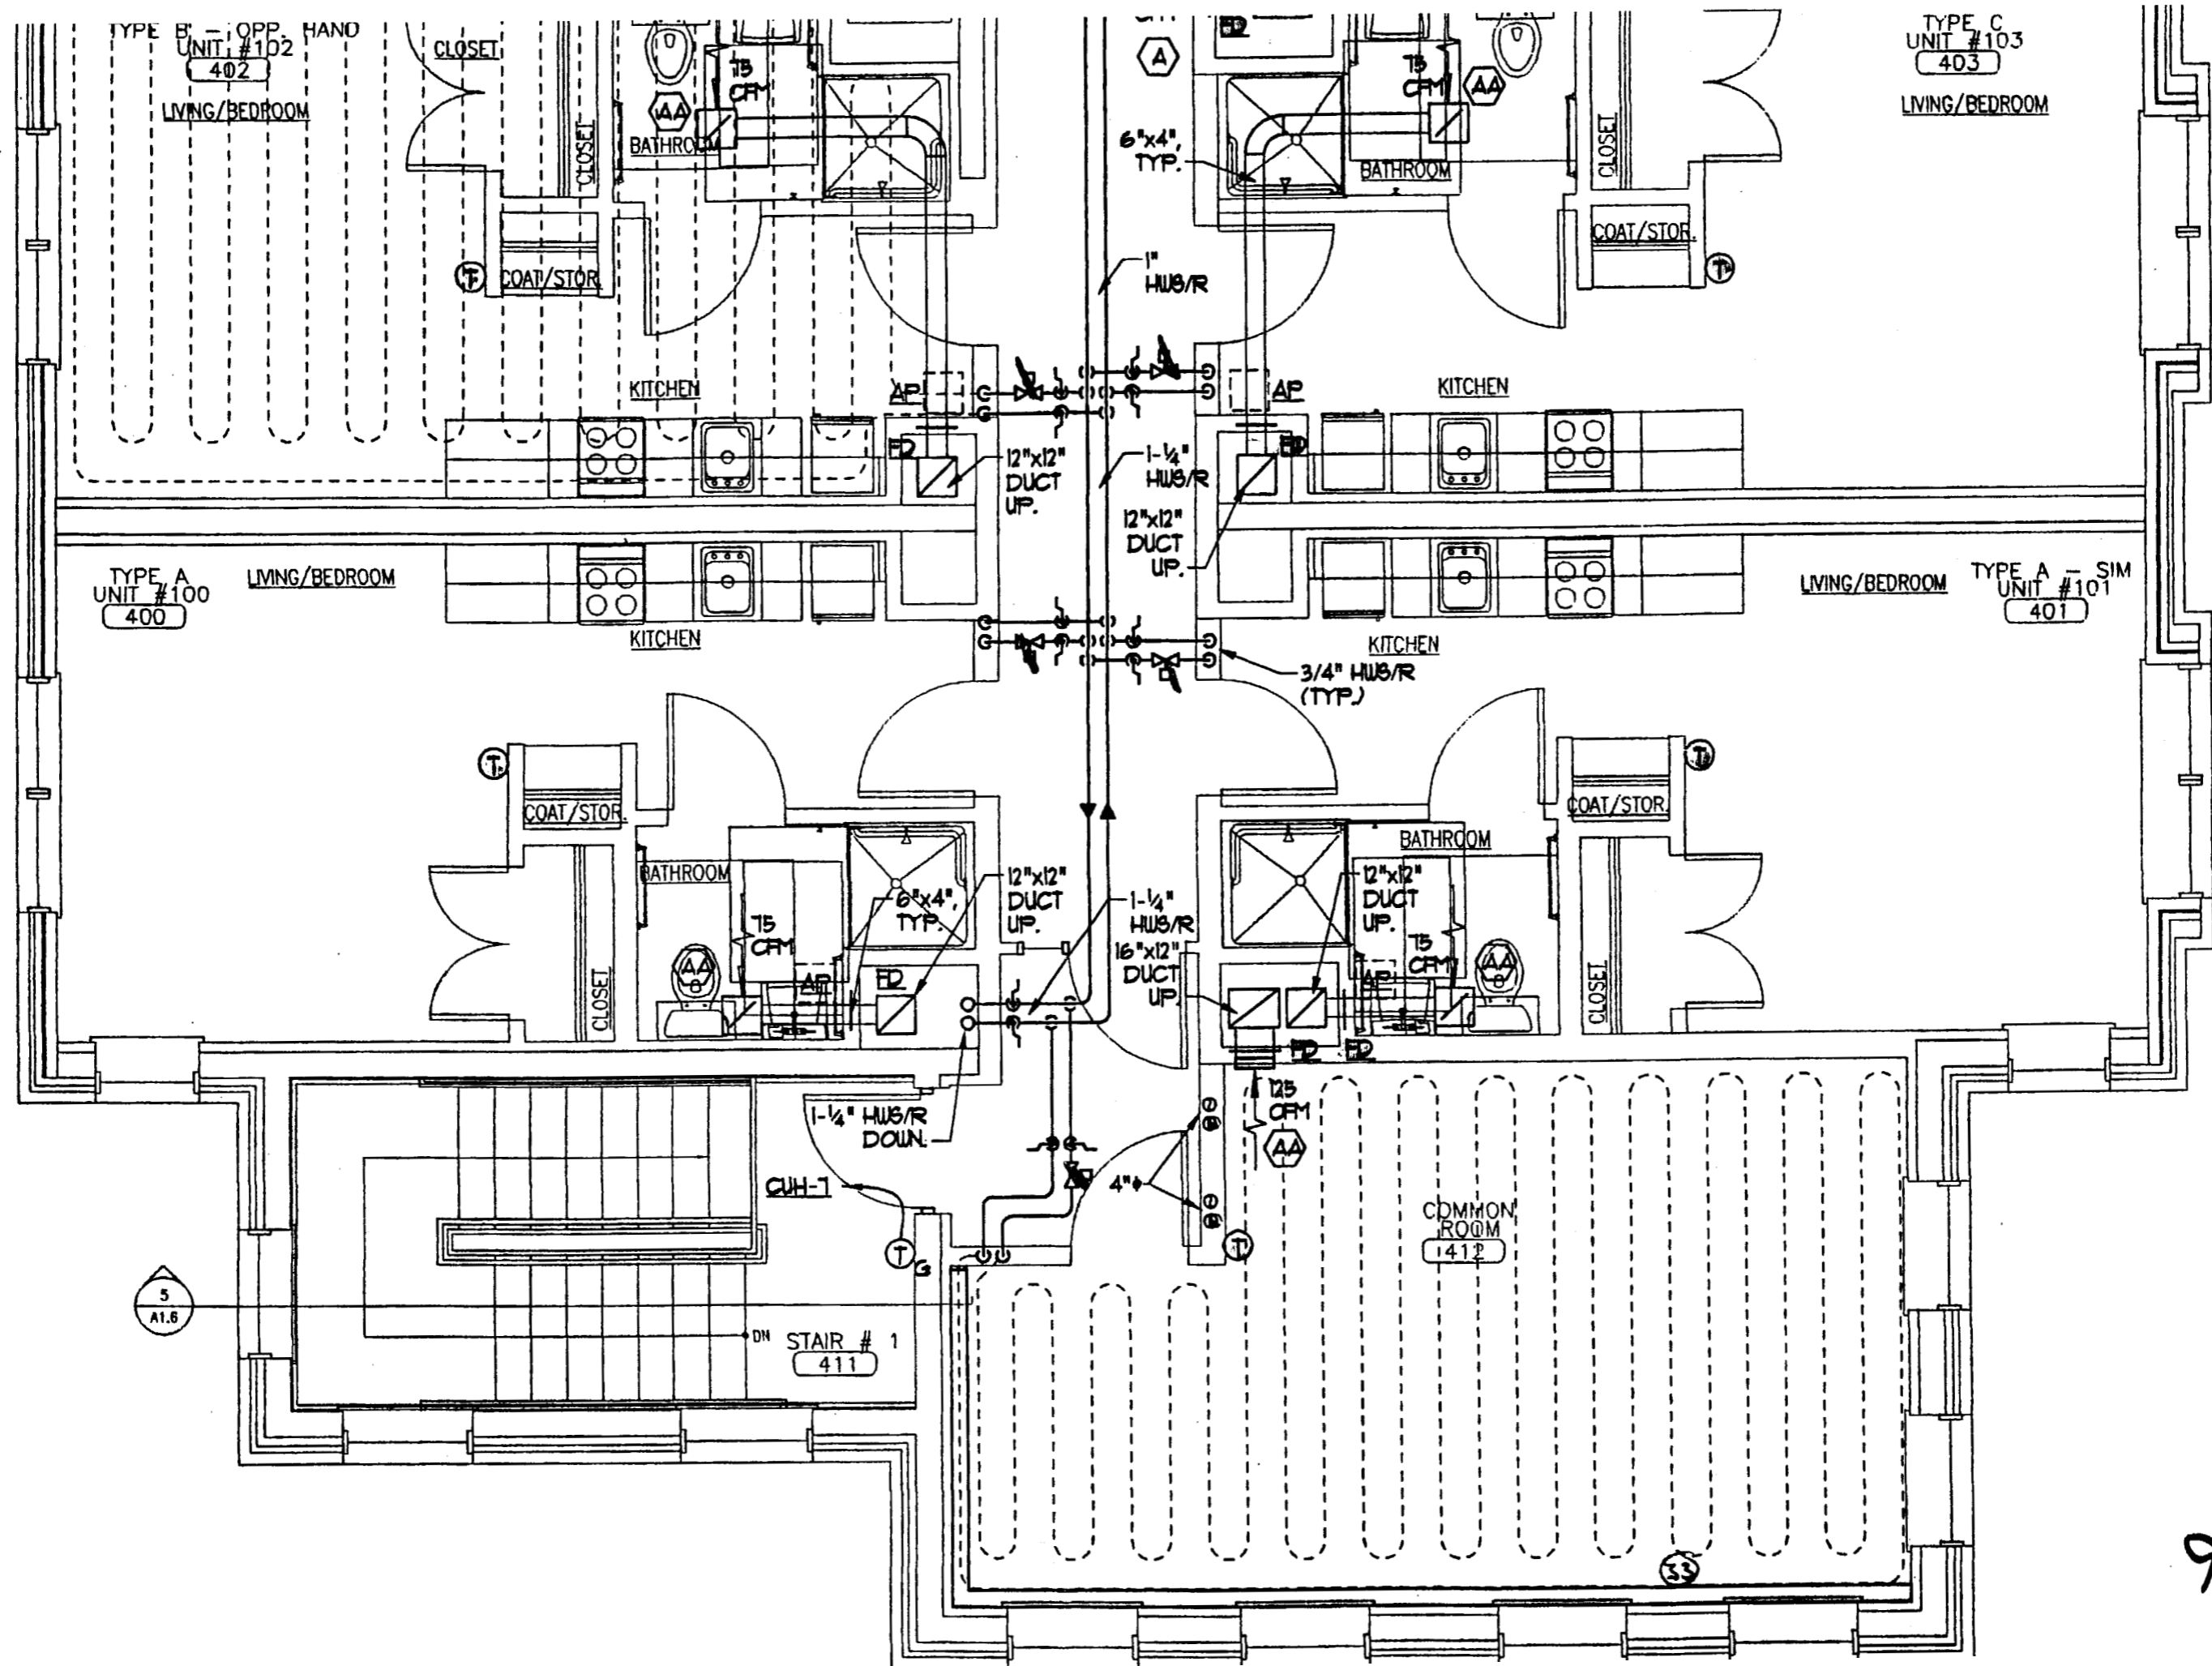 TYPE B - OPP. HAND
UNIT #102
402
LIVING/BEDROOM
CLOSET
CLOSET
75
CFM
AA
BATHROOM
COAT/STOR.
T
KITCHEN
AP
FD
12"x12"
DUCT
UP.
A
FD
6"x4",
TYP.
75
CFM
AA
BATHROOM
CLOSET
TYPE C
UNIT #103
403
LIVING/BEDROOM
COAT/STOR.
T
1"
HWS/R
AP
KITCHEN
FD
1-1/4"
HWS/R
12"x12"
DUCT
UP.
TYPE A
UNIT #100
400
LIVING/BEDROOM
KITCHEN
LIVING/BEDROOM
TYPE A - SIM
UNIT #101
401
KITCHEN
3/4" HWS/R
(TYP.)
T
COAT/STOR.
BATHROOM
75
CFM
6"x4",
TYP.
12"x12"
DUCT
UP.
AA
AP
FD
CLOSET
1-1/4"
HWS/R
16"x12"
DUCT
UP.
12"x12"
DUCT
UP.
BATHROOM
75
CFM
AA
AP
COAT/STOR.
T
CLOSET
FD
FD
1-1/4" HWS/R
DOWN.
125
CFM
AA
CUH-7
4"ϕ
T
G
T
COMMON
ROOM
412
5
A1.6
DN
STAIR # 1
411
33
9